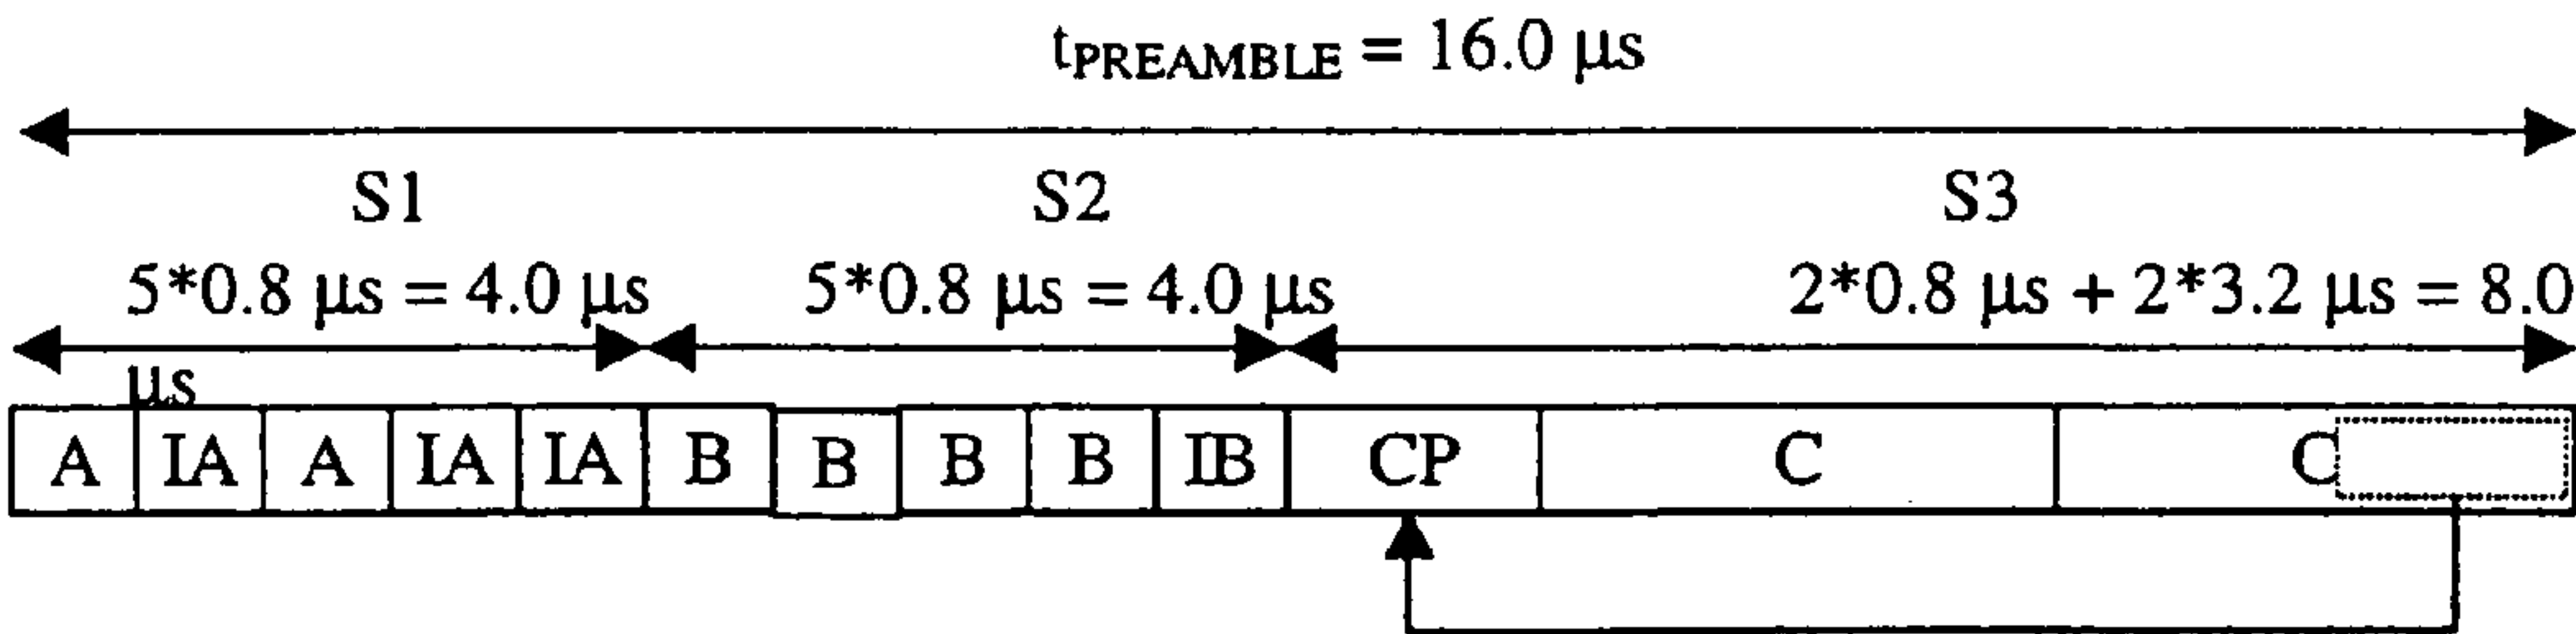 tPREAMBLE = 16.0 μs
S1 S2 S3
5*0.8 μs = 4.0 μs 5*0.8 μs = 4.0 μs 2*0.8 μs + 2*3.2 μs = 8.0
μs
A IA A IA IA B B B B IB CP C C